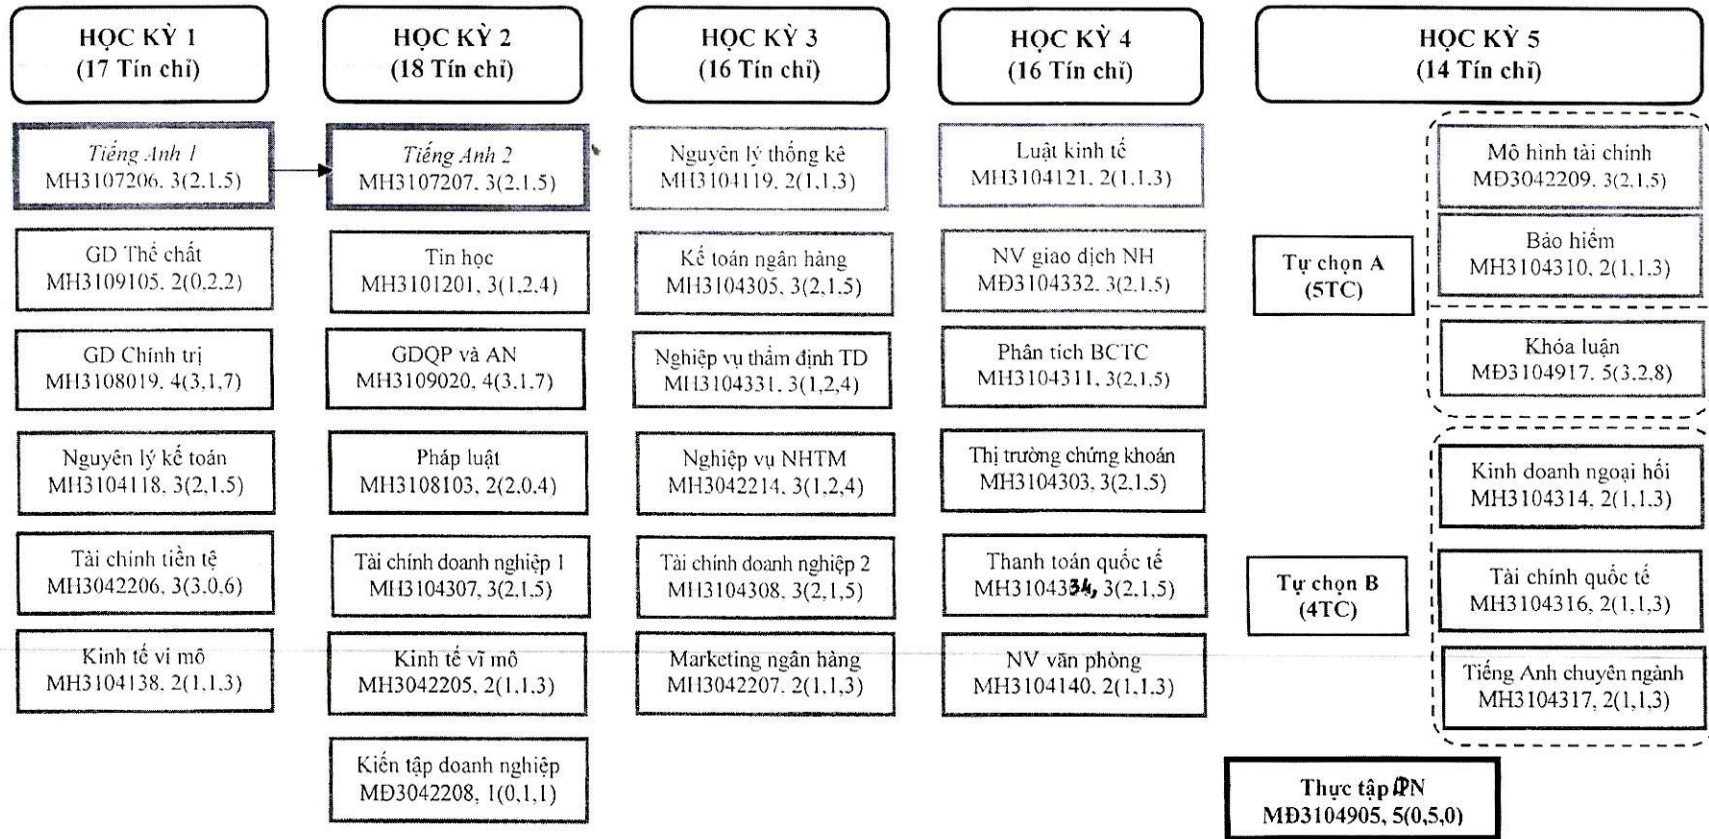 HỌC KỲ 1
(17 Tín chỉ)
Tiếng Anh 1
MH3107206. 3(2.1.5)
GD Thể chất
MH3109105. 2(0,2,2)
GD Chính trị
MH3108019. 4(3,1,7)
Nguyên lý kế toán
MH3104118, 3(2,1,5)
Tài chính tiền tệ
MH3042206, 3(3.0,6)
Kinh tế vi mô
MH3104138. 2(1,1,3)
HỌC KỲ 2
(18 Tín chỉ)
Tiếng Anh 2
MH3107207. 3(2.1.5)
Tin học
MH3101201, 3(1,2,4)
GDQP và AN
MH3109020, 4(3.1.7)
Pháp luật
MH3108103, 2(2,0,4)
Tài chính doanh nghiệp 1
MH3104307, 3(2,1,5)
Kinh tế vĩ mô
MH3042205, 2(1,1,3)
Kiến tập doanh nghiệp
MĐ3042208, 1(0,1,1)
HỌC KỲ 3
(16 Tín chỉ)
Nguyên lý thống kê
MH3104119, 2(1,1,3)
Kế toán ngân hàng
MH3104305, 3(2,1,5)
Nghiệp vụ thẩm định TD
MH3104331, 3(1,2,4)
Nghiệp vụ NHTM
MH3042214, 3(1,2,4)
Tài chính doanh nghiệp 2
MH3104308. 3(2,1,5)
Marketing ngân hàng
MH3042207. 2(1.1,3)
HỌC KỲ 4
(16 Tín chỉ)
Luật kinh tế
MH3104121, 2(1,1.3)
NV giao dịch NH
MĐ3104332. 3(2.1.5)
Phân tích BCTC
MH3104311, 3(2,1,5)
Thị trường chứng khoán
MH3104303, 3(2.1,5)
Thanh toán quốc tế
MH3104334, 3(2.1,5)
NV văn phòng
MH3104140, 2(1.1.3)
HỌC KỲ 5
(14 Tín chỉ)
Tự chọn A
(5TC)
Mô hình tài chính
MĐ3042209. 3(2,1,5)
Bảo hiểm
MH3104310, 2(1,1,3)
Khóa luận
MĐ3104917. 5(3.2,8)
Tự chọn B
(4TC)
Kinh doanh ngoại hối
MH3104314, 2(1,1,3)
Tài chính quốc tế
MH3104316, 2(1,1,3)
Tiếng Anh chuyên ngành
MH3104317, 2(1,1,3)
Thực tập PN
MĐ3104905, 5(0,5,0)